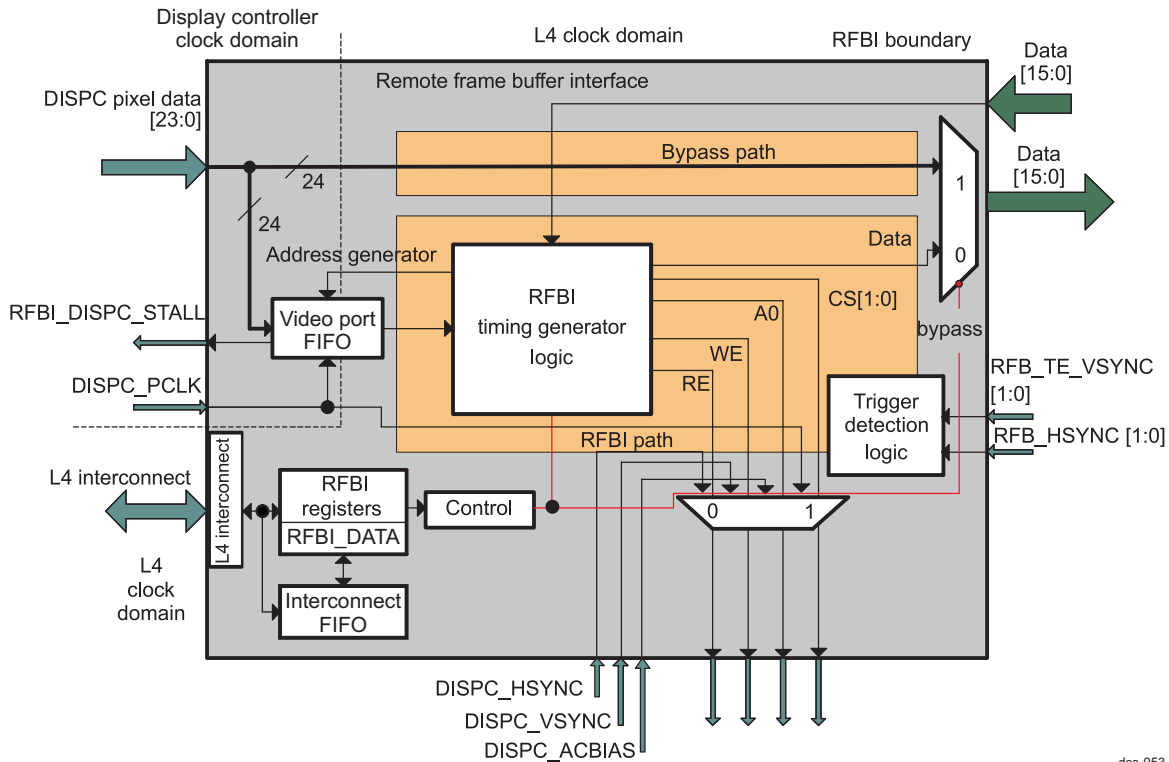 Display controller
clock domain
L4 clock domain
RFBI boundary
Data
[15:0]
Remote frame buffer interface
DISPC pixel data
[23:0]
Bypass path
24
1
Data
[15:0]
24
Address generator
Data
0
RFBI
timing generator
logic
CS[1:0]
A0
bypass
RFBI_DISPC_STALL
Video port
FIFO
WE
RE
RFB_TE_VSYNC
[1:0]
DISPC_PCLK
Trigger
detection
logic
RFBI path
RFB_HSYNC [1:0]
L4 interconnect
L4 interconnect
RFBI
registers
RFBI_DATA
Control
0
1
L4
clock
domain
Interconnect
FIFO
DISPC_HSYNC
DISPC_VSYNC
DISPC_ACBIAS